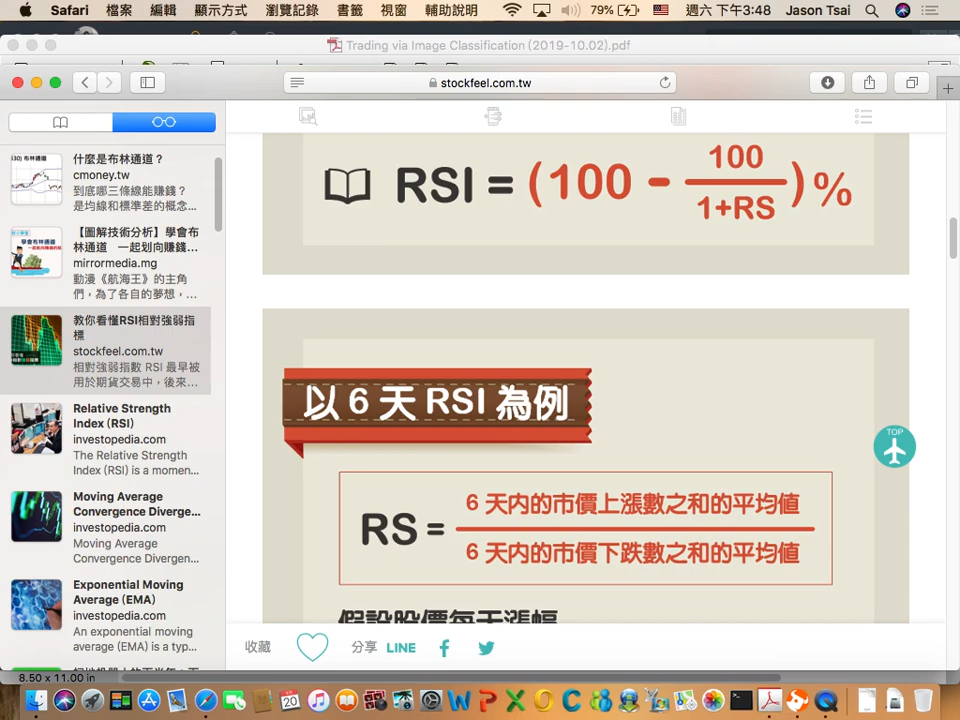 Safari 檔案 編輯 顯示方式 瀏覽記錄 書籤 視窗 輔助說明 79% 週六 下午3:48 Jason Tsai
Trading via Image Classification (2019-10.02).pdf
stockfeel.com.tw
什麼是布林通道？
cmoney.tw
到底哪三條線能賺錢？
是均線和標準差的概念…
【圖解技術分析】學會布
林通道 一起划向賺錢…
mirrormedia.mg
動漫《航海王》的主角
們，為了各自的夢想，…
教你看懂RSI相對強弱指
標
stockfeel.com.tw
相對強弱指數 RSI 最早被
用於期貨交易中，後來…
Relative Strength
Index (RSI)
investopedia.com
The Relative Strength
Index (RSI) is a momen...
Moving Average
Convergence Diverge...
investopedia.com
Moving Average
Convergence Divergen...
Exponential Moving
Average (EMA)
investopedia.com
An exponential moving
average (EMA) is a typ...
RSI = (100 - 100
1+RS ) %
以 6 天 RSI 為例
RS = 6 天內的市價上漲數之和的平均值
6 天內的市價下跌數之和的平均值
假設股價每天漲幅
TOP
收藏 分享 LINE
8.50 x 11.00 in